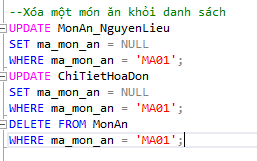 --Xóa một món ăn khỏi danh sách
UPDATE MonAn_NguyenLieu
SET ma_mon_an = NULL
WHERE ma_mon_an = 'MA01';
UPDATE ChiTietHoaDon
SET ma_mon_an = NULL
WHERE ma_mon_an = 'MA01';
DELETE FROM MonAn
WHERE ma_mon_an = 'MA01';